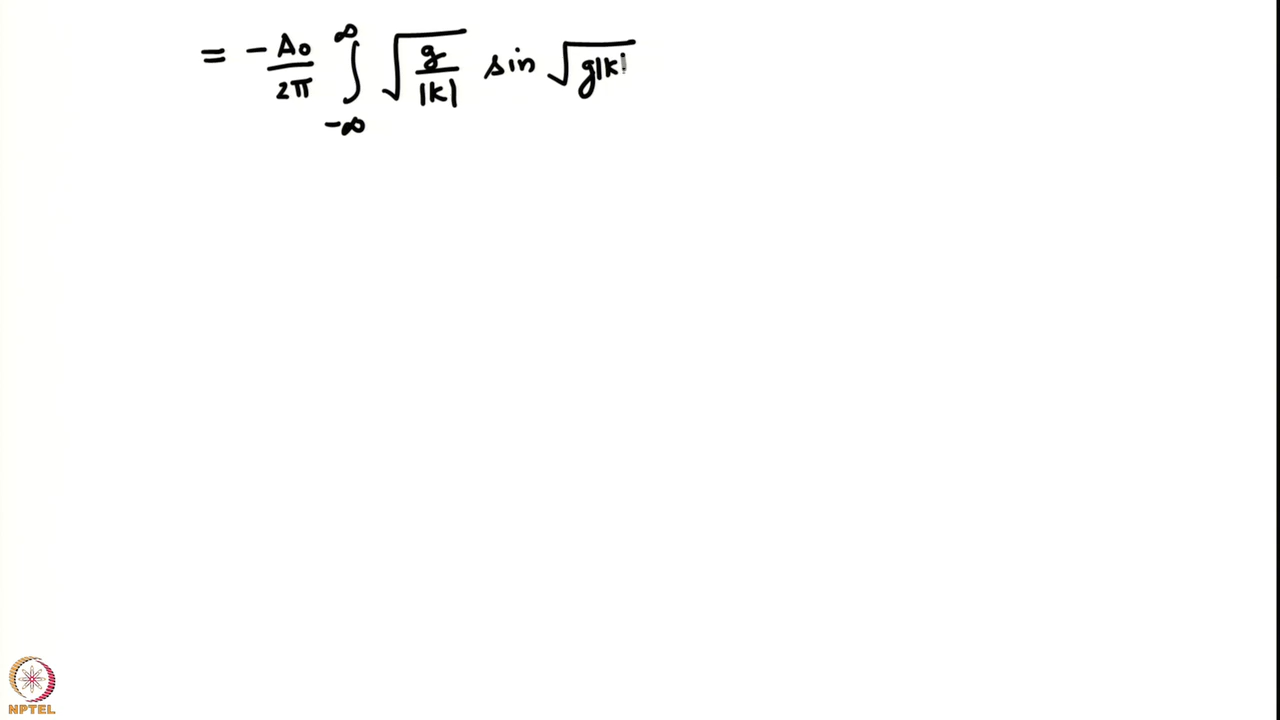 = -A₀/2π ∫_{-∞}^{∞} √(g/|k|) sin √(g|k|
NPTEL